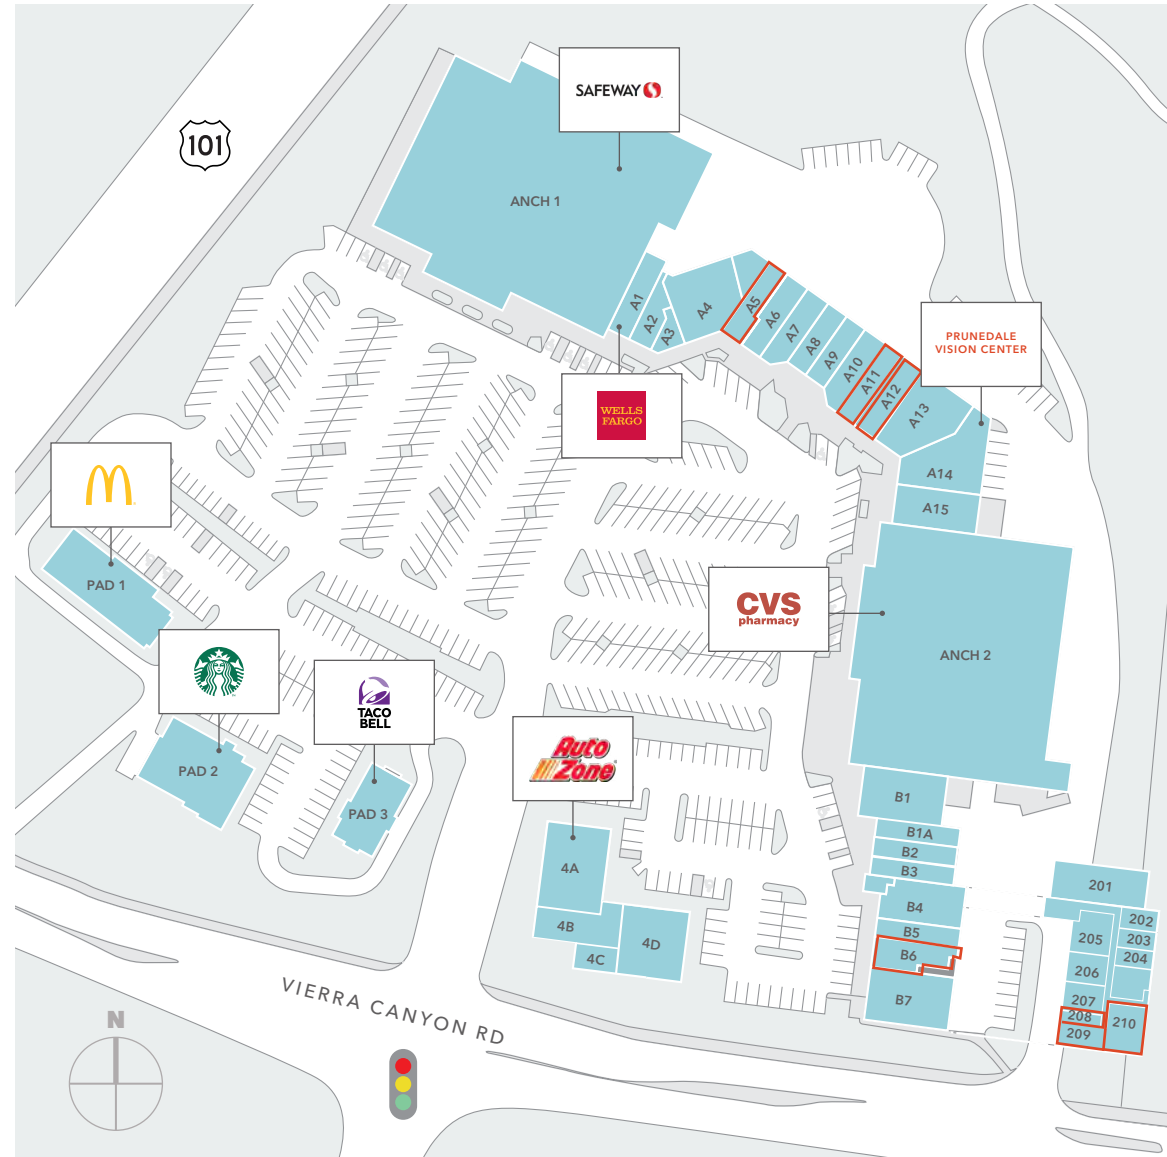 SAFEWAY
101
ANCH 1
A1
A2
A3
A4
A5
A6
A7
A8
A9
A10
A11
A12
A13
PRUNEDALE
VISION CENTER
WELLS
FARGO
A14
A15
PAD 1
CVS
pharmacy
ANCH 2
TACO
BELL
PAD 2
PAD 3
Auto
Zone
4A
4B
4C
4D
B1
B1A
B2
B3
B4
B5
B6
B7
201
202
203
204
205
206
207
208
209
210
VIERRA CANYON RD
N